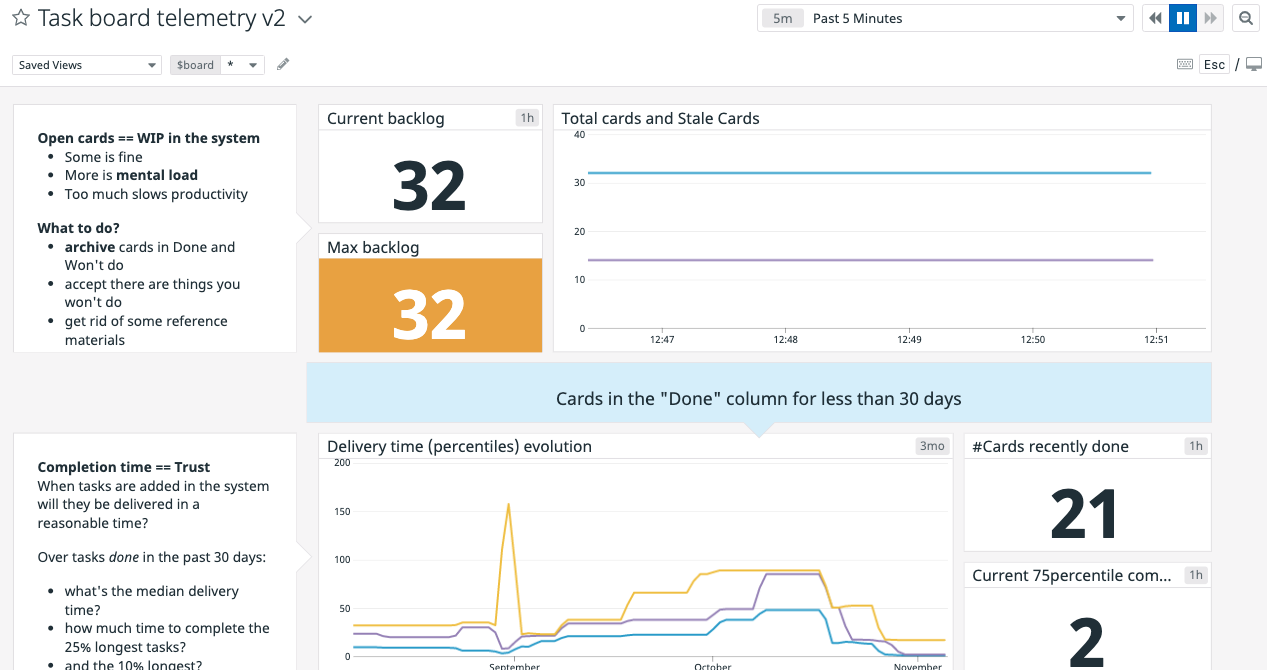 Task board telemetry v2
5m Past 5 Minutes
Saved Views
$board *
Esc /
Open cards == WIP in the system
Some is fine
More is mental load
Too much slows productivity
What to do?
archive cards in Done and
Won't do
accept there are things you
won't do
get rid of some reference
materials
Current backlog 1h
32
Max backlog
32
Total cards and Stale Cards
40
30
20
10
0
12:47 12:48 12:49 12:50 12:51
Cards in the "Done" column for less than 30 days
Completion time == Trust
When tasks are added in the system
will they be delivered in a
reasonable time?
Over tasks done in the past 30 days:
what's the median delivery
time?
how much time to complete the
25% longest tasks?
and the 10% longest?
Delivery time (percentiles) evolution 3mo
200
150
100
50
0
September October November
#Cards recently done 1h
21
Current 75percentile com... 1h
2